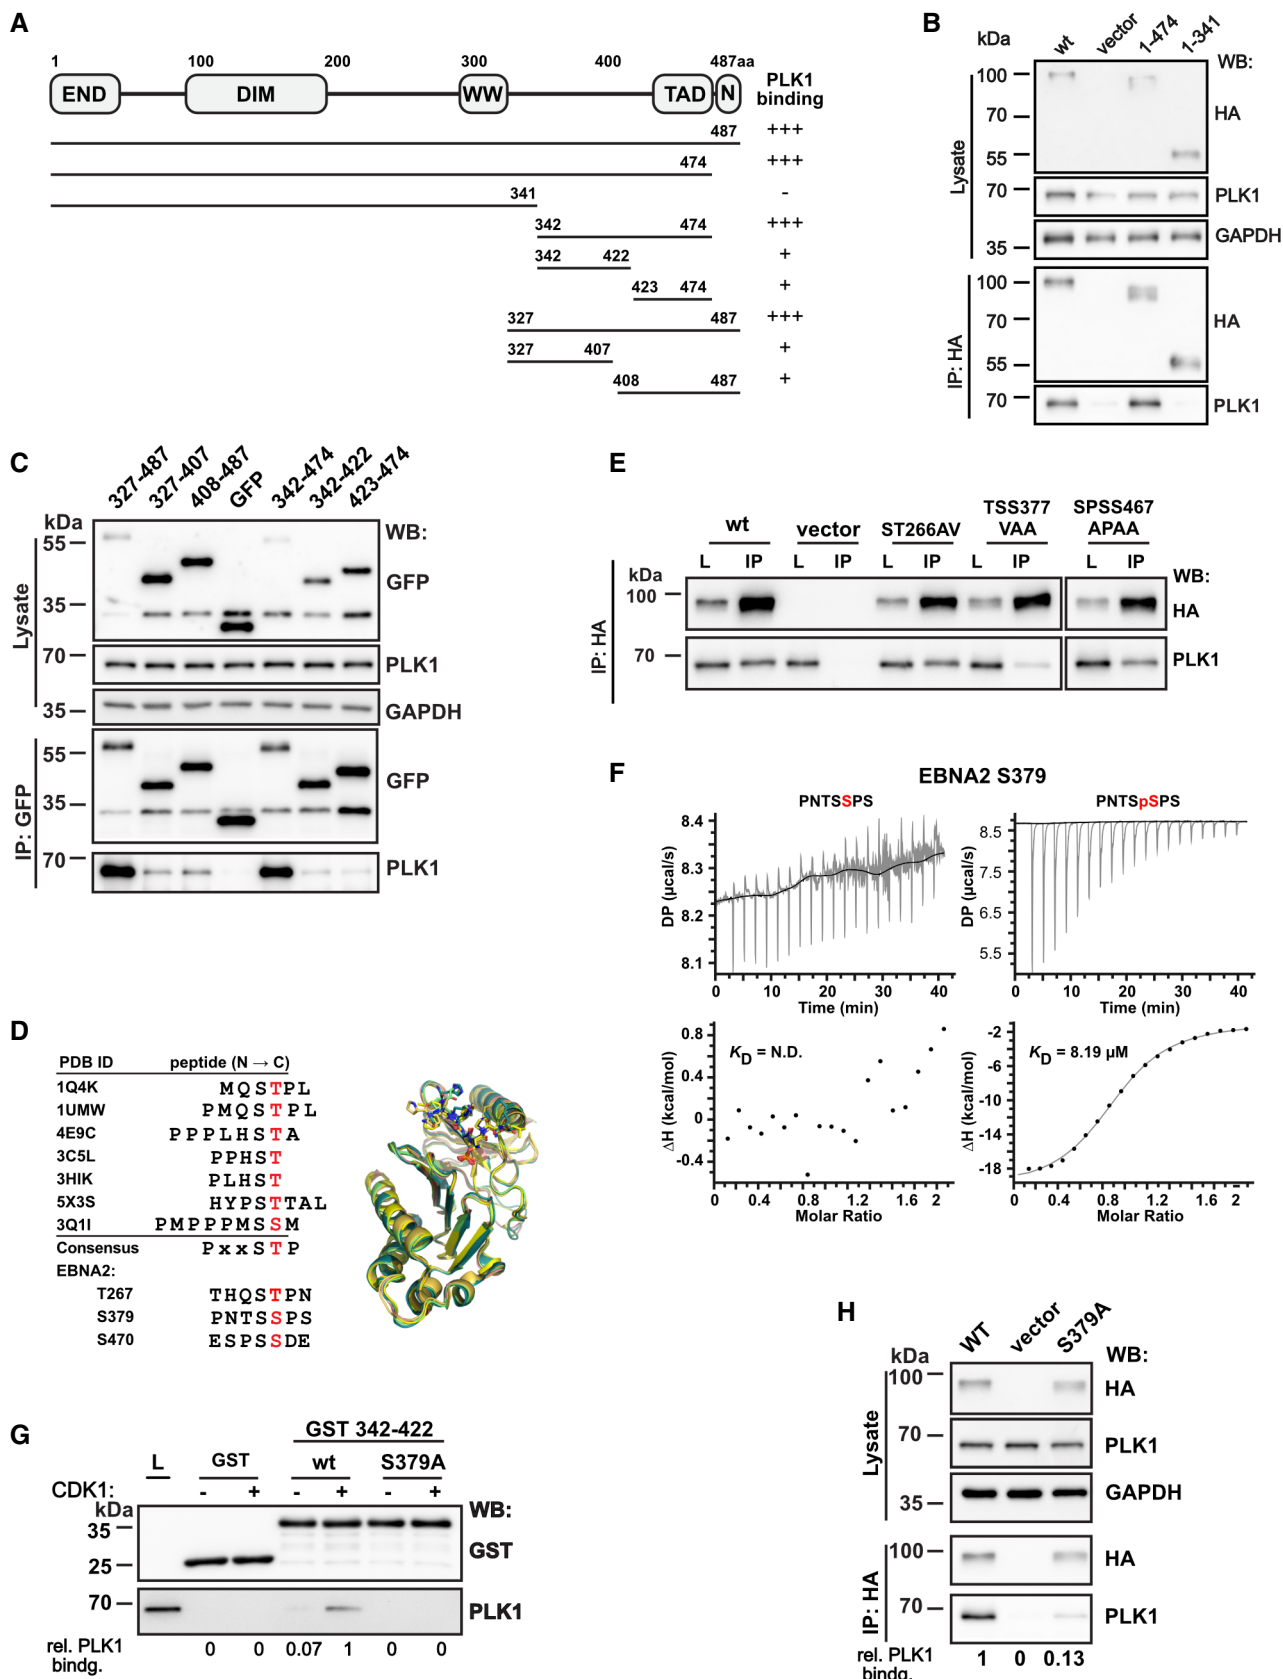 A
1 100 200 300 400 487aa
END DIM WW TAD N
PLK1 binding
487 +++
474 +++
341 -
342 474 +++
342 422 +
423 474 +
327 487 +++
327 407 +
408 487 +
B
kDa wt vector 1-474 1-341 WB:
Lysate
100
70
55
HA
70
PLK1
35
GAPDH
IP: HA
100
70
55
HA
70
PLK1
C
327-487 327-407 408-487 GFP 342-474 342-422 423-474
kDa WB:
Lysate
55
35
GFP
70
PLK1
35
GAPDH
IP: GFP
55
35
GFP
70
PLK1
D
PDB ID peptide (N → C)
1Q4K MQSTPL
1UMW PMQSTPL
4E9C PPPLHSTA
3C5L PPHST
3HIK PLHST
5X3S HYPSTTAL
3Q1I PMPPPMSSM
Consensus PxxSTP
EBNA2:
T267 THQSTPN
S379 PNTSSPS
S470 ESPSSDE
E
wt vector ST266AV TSS377 VAA SPSS467 APAA
L IP L IP L IP L IP L IP
kDa WB:
IP: HA
100
HA
70
PLK1
F
EBNA2 S379
PNTSSPS
8.4
8.3
8.2
8.1
DP (μcal/s)
0 10 20 30 40
Time (min)
PNTSpSPS
8.5
7.5
6.5
5.5
DP (μcal/s)
0 10 20 30 40
Time (min)
0.8
0.4
0
-0.4
ΔH (kcal/mol)
KD = N.D.
0 0.4 0.8 1.2 1.6 2
Molar Ratio
-2
-6
-10
-14
-18
ΔH (kcal/mol)
KD = 8.19 μM
0 0.4 0.8 1.2 1.6 2
Molar Ratio
G
GST 342-422
L GST wt S379A
CDK1: - + - + - +
kDa WB:
35
25
GST
70
PLK1
rel. PLK1 bindg. 0 0 0.07 1 0 0
H
WT vector S379A
kDa WB:
Lysate
100
HA
70
PLK1
35
GAPDH
IP: HA
100
HA
70
PLK1
rel. PLK1 bindg. 1 0 0.13